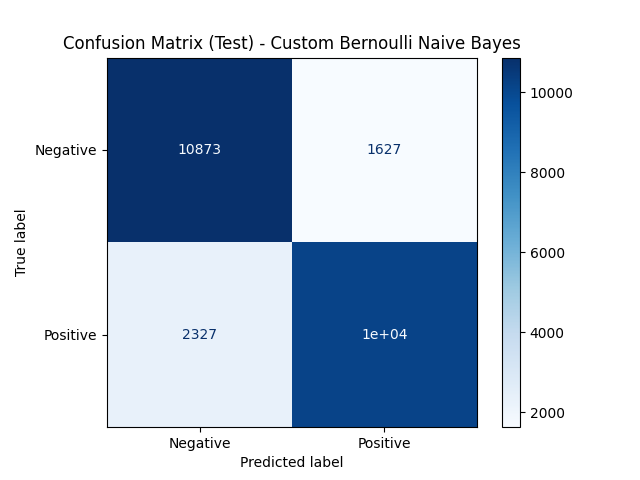 Confusion Matrix (Test) - Custom Bernoulli Naive Bayes
True label
Negative
10873
1627
Positive
2327
1e+04
Negative
Positive
Predicted label
10000
8000
6000
4000
2000